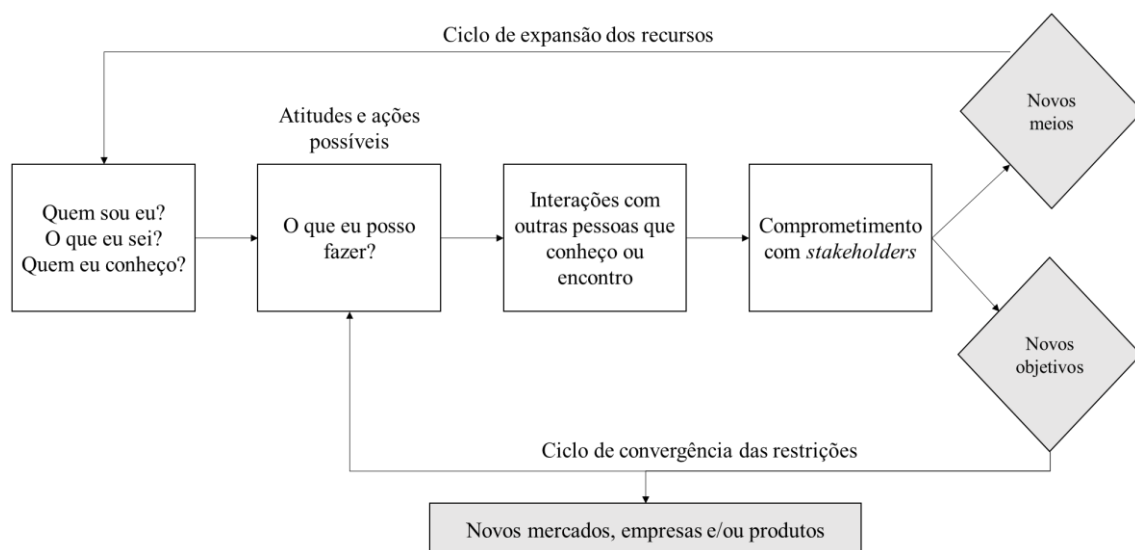 Ciclo de expansão dos recursos
Novos
meios
Atitudes e ações
possíveis
Quem sou eu?
O que eu sei?
Quem eu conheço?
O que eu posso
fazer?
Interações com
outras pessoas que
conheço ou
encontro
Comprometimento
com stakeholders
Novos
objetivos
Ciclo de convergência das restrições
Novos mercados, empresas e/ou produtos